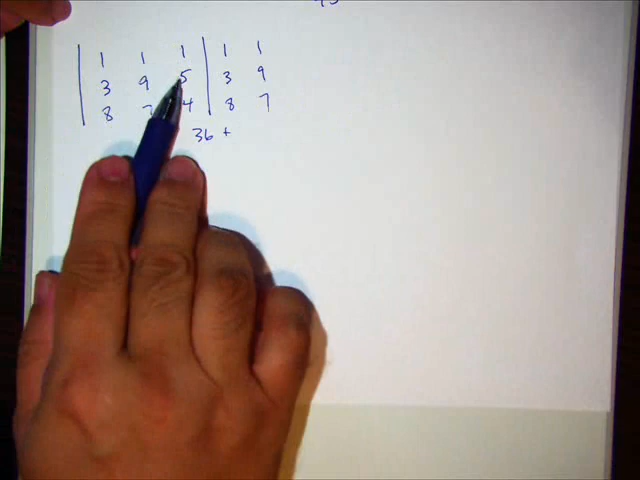 | 1 1 1 | 1 1
| 3 9 5 | 3 9
| 8 7 4 | 8 7
36 +